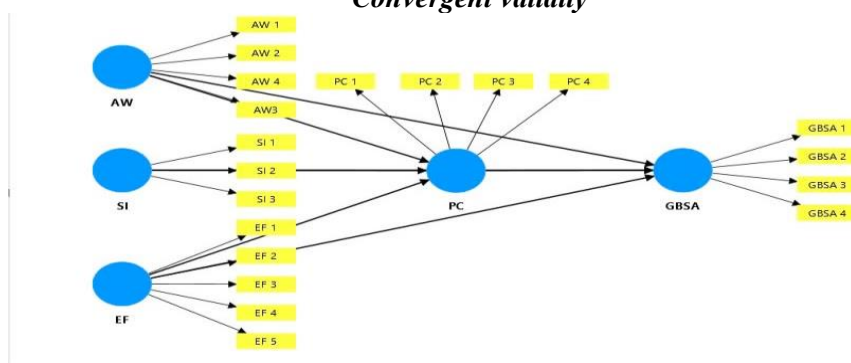 Convergent validity
AW 1
AW 2
AW 4
AW3
AW
SI 1
SI 2
SI 3
SI
EF 1
EF 2
EF 3
EF 4
EF 5
EF
PC 1
PC 2
PC 3
PC 4
PC
GBSA 1
GBSA 2
GBSA 3
GBSA 4
GBSA